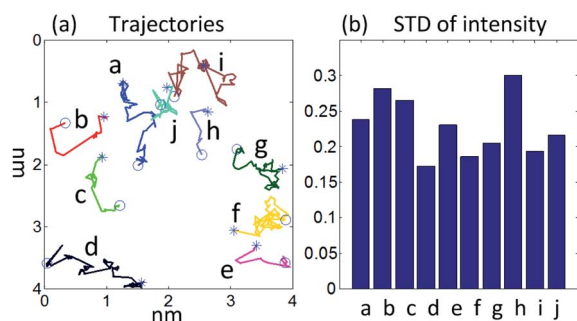 (a) Trajectories
0
1
2
3
4
nm
0 1 2 3 4
nm
a
b
c
d
e
f
g
h
i
j
(b) STD of intensity
0.3
0.25
0.2
0.15
0.1
0.05
0
a b c d e f g h i j